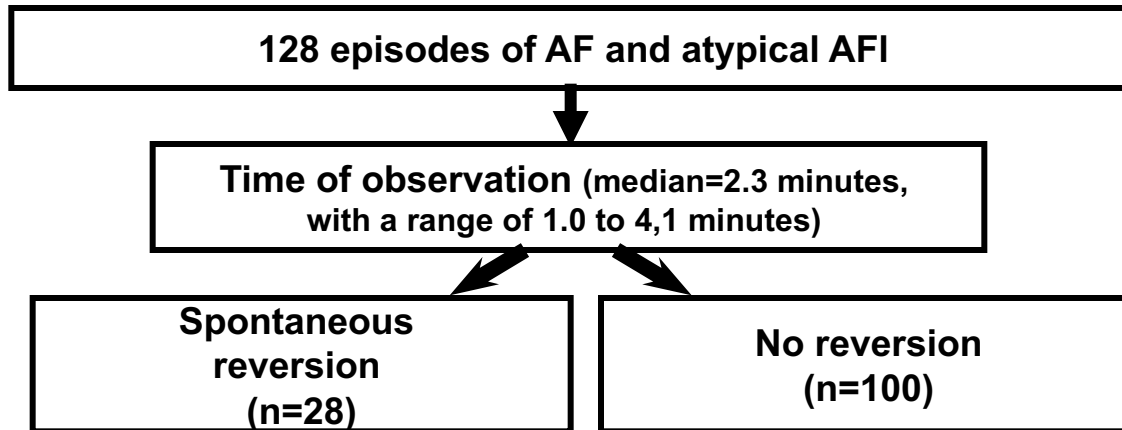 128 episodes of AF and atypical AFl
Time of observation (median=2.3 minutes,
with a range of 1.0 to 4,1 minutes)
Spontaneous
reversion
(n=28)
No reversion
(n=100)